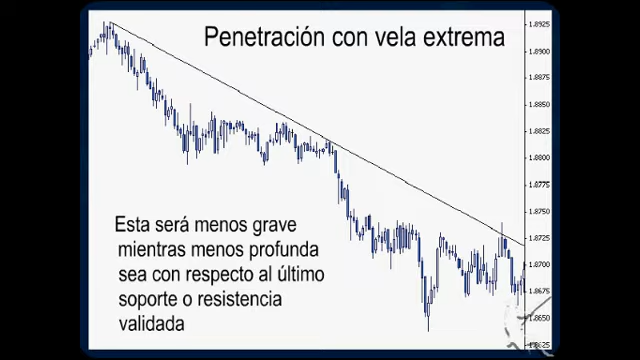 Penetración con vela extrema
Esta será menos grave
mientras menos profunda
sea con respecto al último
soporte o resistencia
validada
1.8925
1.8900
1.8875
1.8850
1.8825
1.8800
1.8775
1.8750
1.8725
1.8700
1.8675
1.8650
1.8625